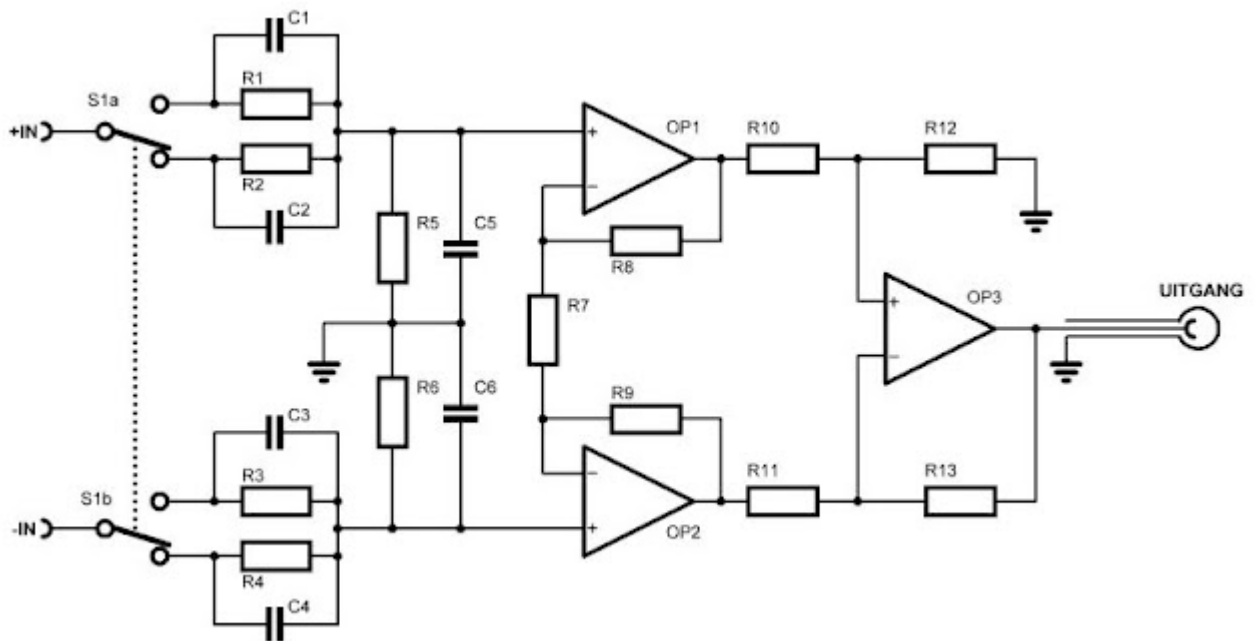 C1
R1
S1a
+IN
R2
C2
OP1
R10
R12
R5
C5
R8
R7
OP3
UITGANG
R6
C6
R9
C3
R3
S1b
-IN
R4
C4
OP2
R11
R13
+
−
+
−
−
+